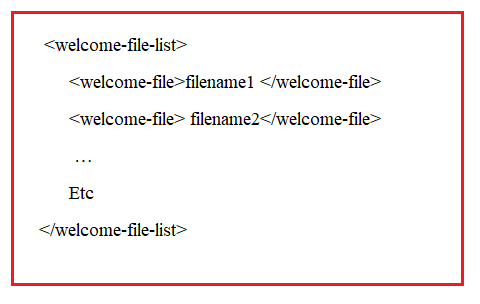 <welcome-file-list>
<welcome-file>filename1 </welcome-file>
<welcome-file> filename2</welcome-file>
…
Etc
</welcome-file-list>